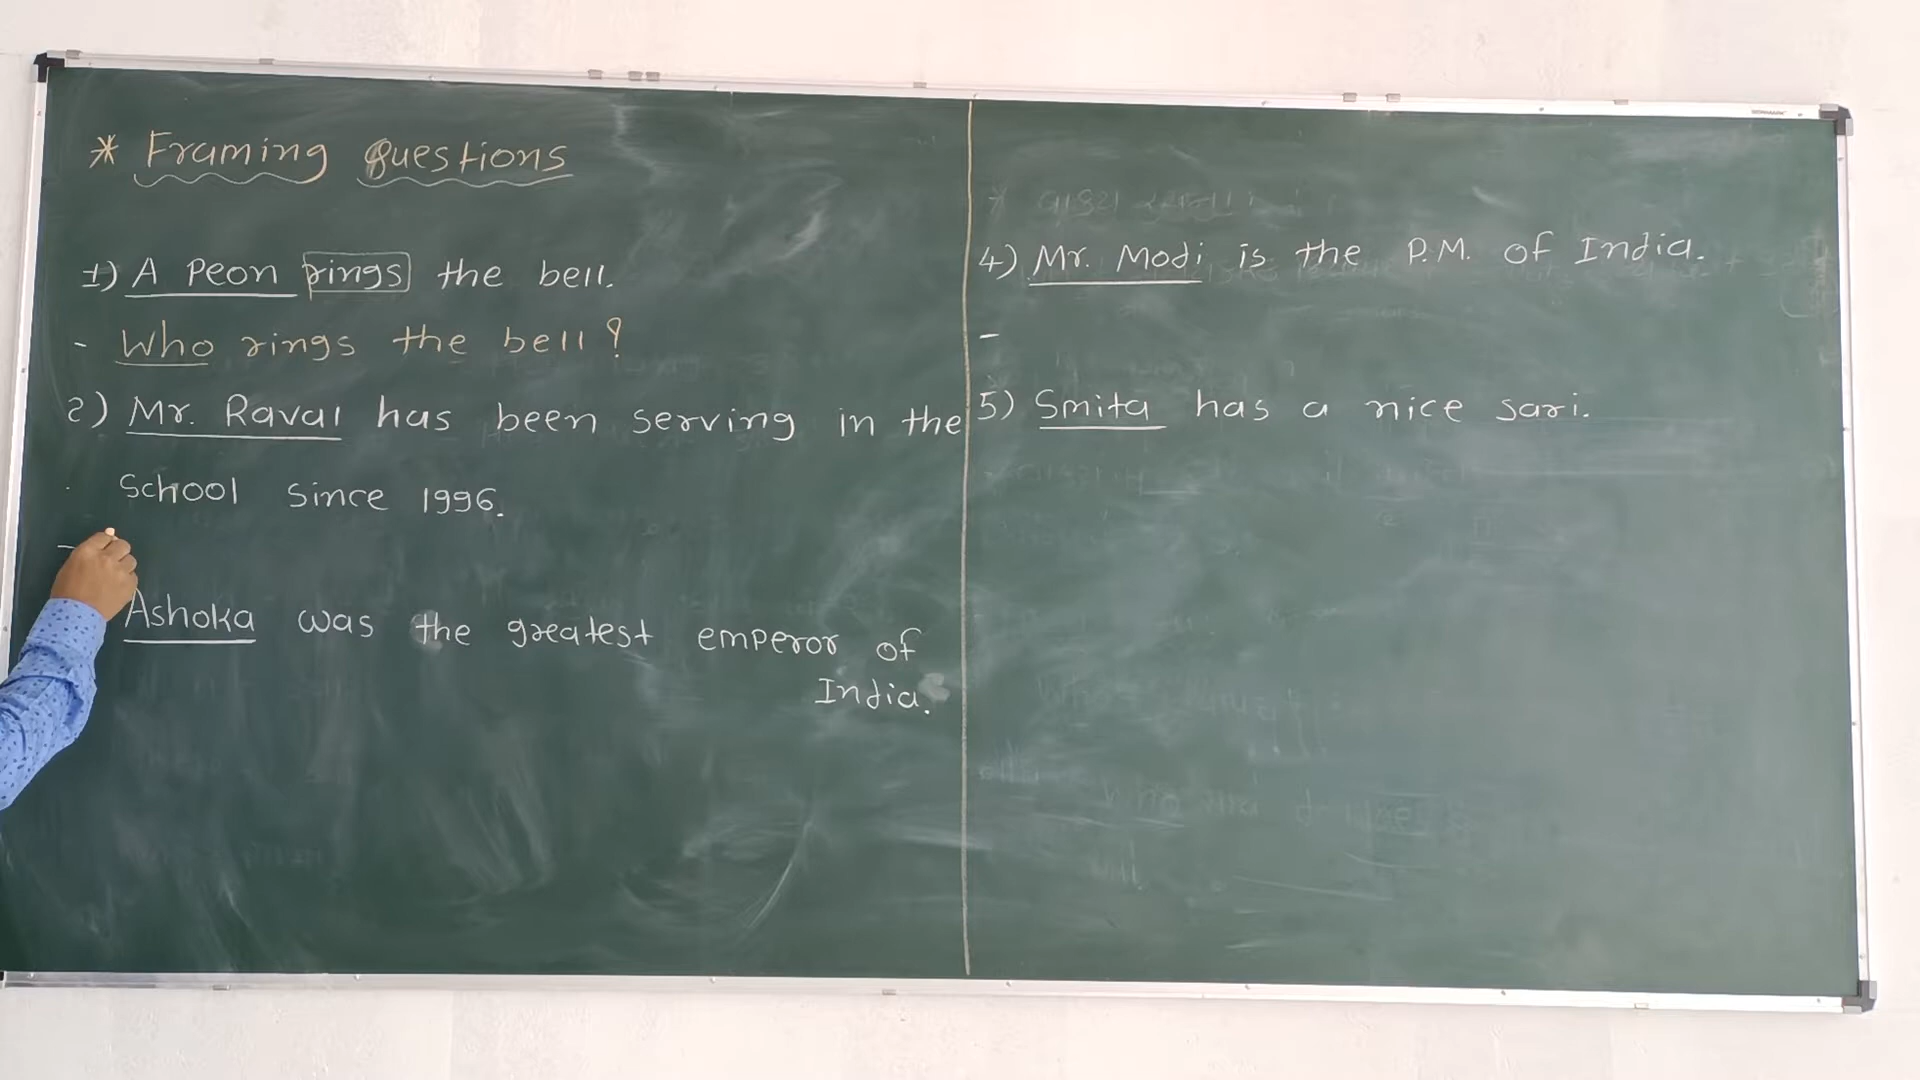 * Framing questions
1) A Peon rings the bell.
- Who rings the bell?
2) Mr. Raval has been serving in the
School since 1996.
-
Ashoka was the greatest emperor of
India.
4) Mr. Modi is the P.M. of India.
-
5) Smita has a nice sari.